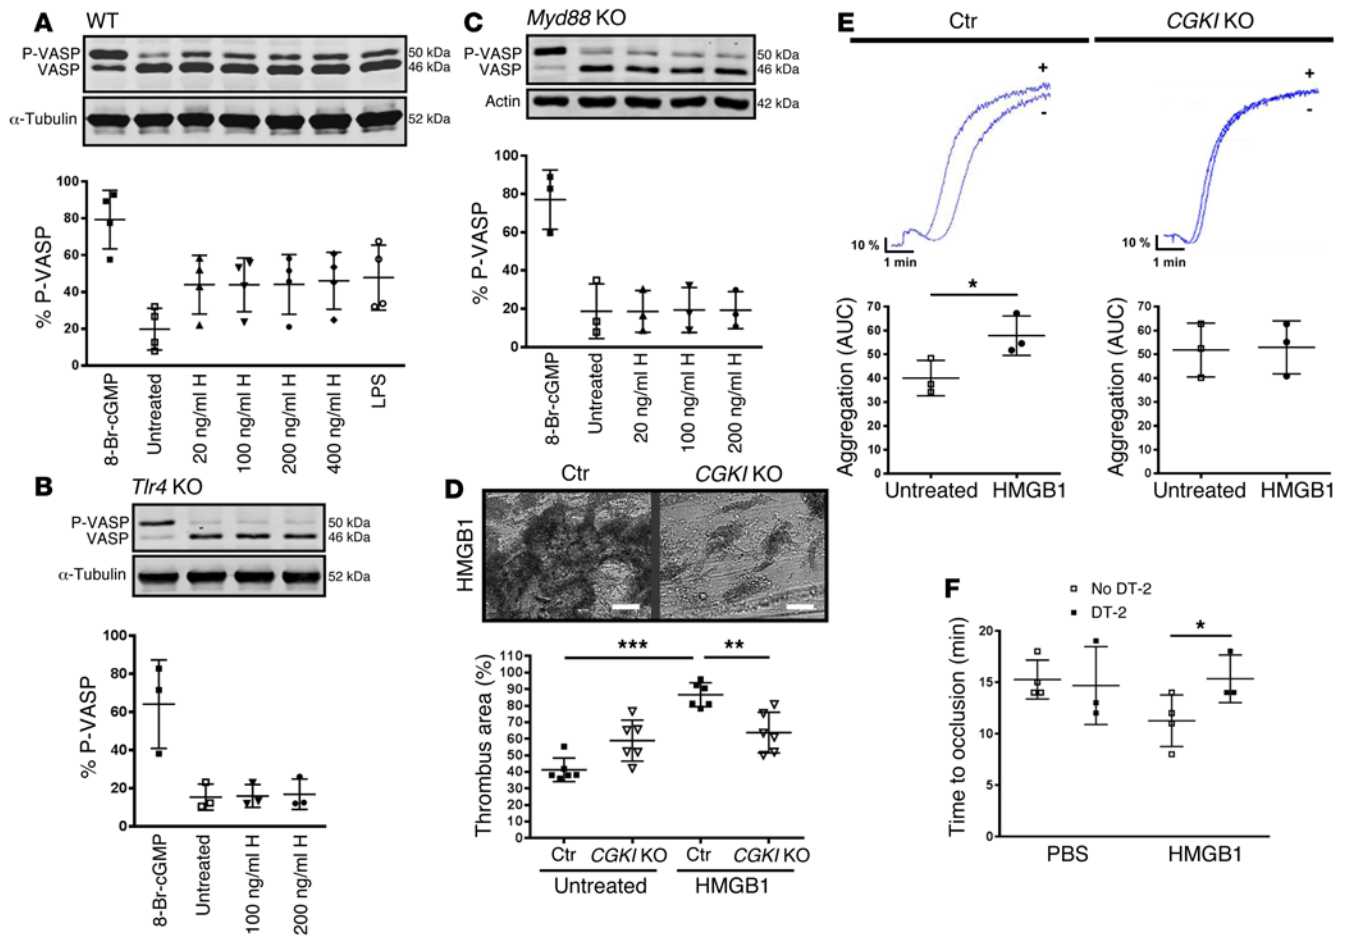 A WT
P-VASP 50 kDa
VASP 46 kDa
α-Tubulin 52 kDa
% P-VASP
100
80
60
40
20
0
8-Br-cGMP
Untreated
20 ng/ml H
100 ng/ml H
200 ng/ml H
400 ng/ml H
LPS
B Tlr4 KO
P-VASP 50 kDa
VASP 46 kDa
α-Tubulin 52 kDa
% P-VASP
100
80
60
40
20
0
8-Br-cGMP
Untreated
100 ng/ml H
200 ng/ml H
C Myd88 KO
P-VASP 50 kDa
VASP 46 kDa
Actin 42 kDa
% P-VASP
100
80
60
40
20
0
8-Br-cGMP
Untreated
20 ng/ml H
100 ng/ml H
200 ng/ml H
D Ctr CGKI KO
HMGB1
*** **
Thrombus area (%)
110
100
90
80
70
60
50
40
30
20
10
0
Ctr CGKI KO Ctr CGKI KO
Untreated HMGB1
E Ctr CGKI KO
+ +
- -
10 % 10 %
1 min 1 min
*
Aggregation (AUC)
70
60
50
40
30
20
10
0
Untreated HMGB1
Aggregation (AUC)
70
60
50
40
30
20
10
0
Untreated HMGB1
F
No DT-2
DT-2
*
Time to occlusion (min)
20
15
10
5
0
PBS HMGB1